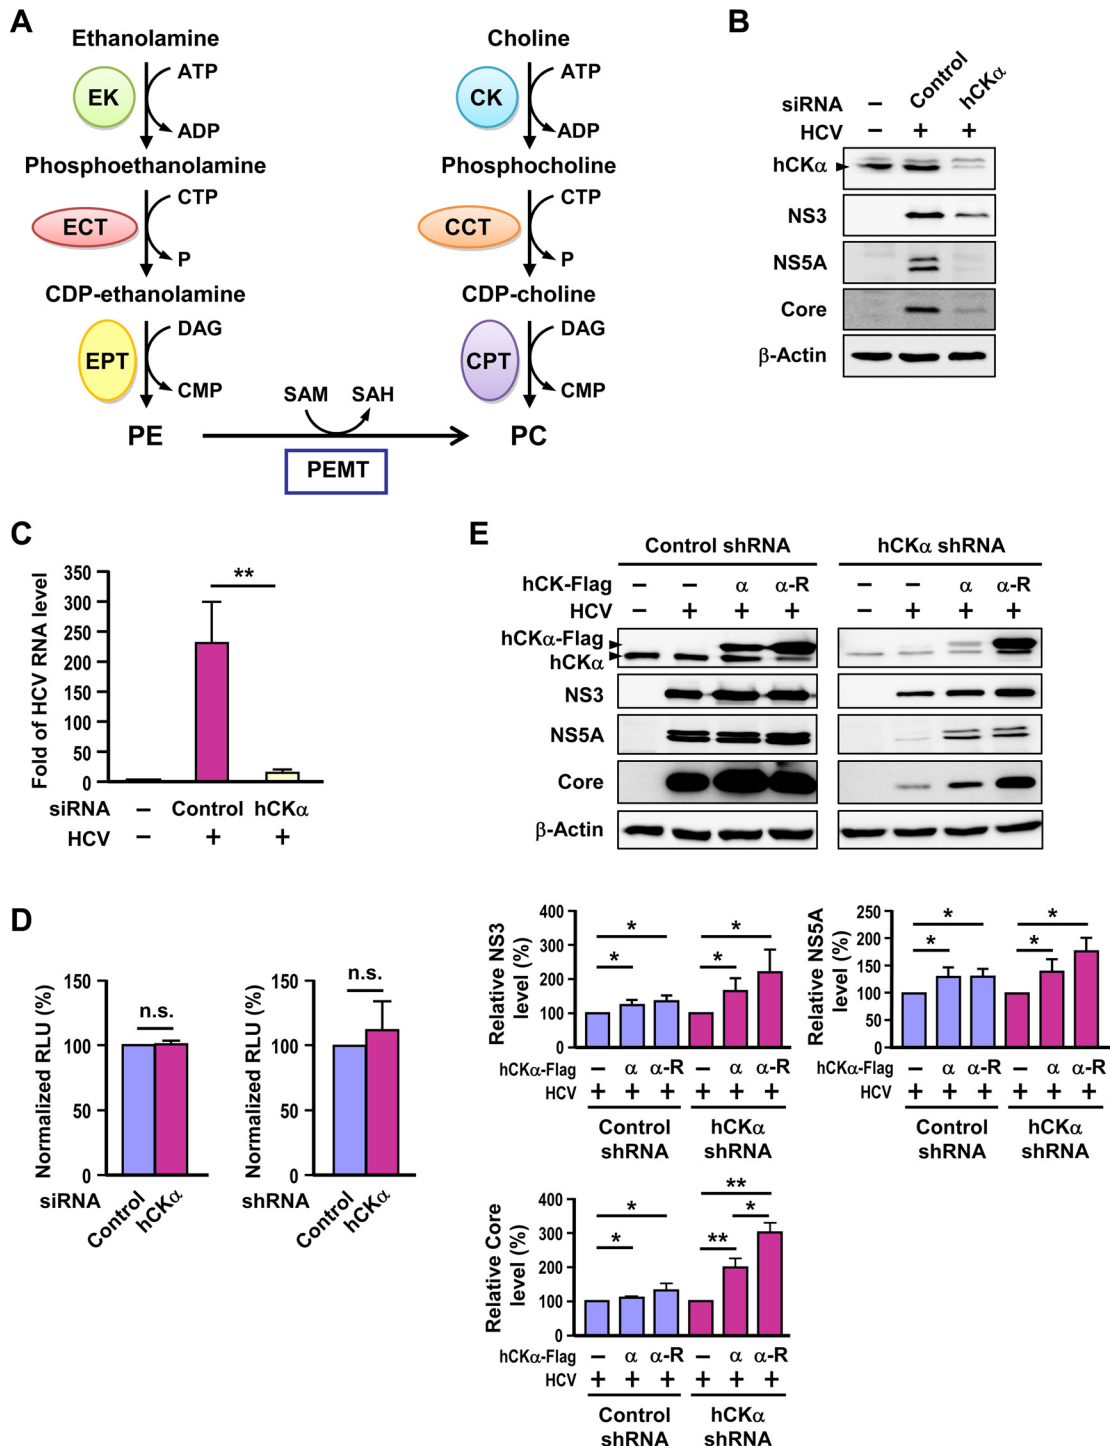 A
Ethanolamine
Choline
EK
ATP
ADP
CK
ATP
ADP
Phosphoethanolamine
Phosphocholine
ECT
CTP
P
CCT
CTP
P
CDP-ethanolamine
CDP-choline
EPT
DAG
CMP
CPT
DAG
CMP
SAM SAH
PE
PC
PEMT
B
siRNA – Control hCKα
HCV – + +
hCKα
NS3
NS5A
Core
β-Actin
C
Fold of HCV RNA level
350
300
250
200
150
100
50
0
**
siRNA – Control hCKα
HCV – + +
D
Normalized RLU (%)
150
100
50
0
n.s.
siRNA Control hCKα
Normalized RLU (%)
150
100
50
0
n.s.
shRNA Control hCKα
E
Control shRNA hCKα shRNA
hCK-Flag – – α α-R – – α α-R
HCV – + + + – + + +
hCKα-Flag
hCKα
NS3
NS5A
Core
β-Actin
Relative NS3 level (%)
400
300
200
100
0
* * * *
hCKα-Flag – α α-R – α α-R
HCV + + + + + +
Control shRNA hCKα shRNA
Relative NS5A level (%)
250
200
150
100
50
0
* * * *
hCKα-Flag – α α-R – α α-R
HCV + + + + + +
Control shRNA hCKα shRNA
Relative Core level (%)
400
300
200
100
0
* * ** ** *
hCKα-Flag – α α-R – α α-R
HCV + + + + + +
Control shRNA hCKα shRNA